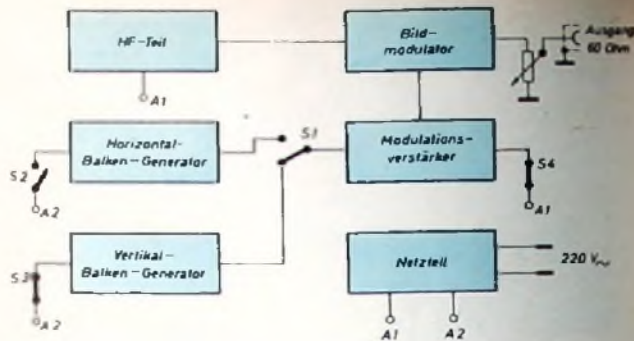 HF-Teil
Bild-
modulator
Ausgang
60 Ohm
A1
Horizontal-
Balken-Generator
S1
Modulations-
verstärker
S2
A2
S4
A1
Vertikal-
Balken-Generator
Netzteil
220 V~
S3
A2
A1
A2